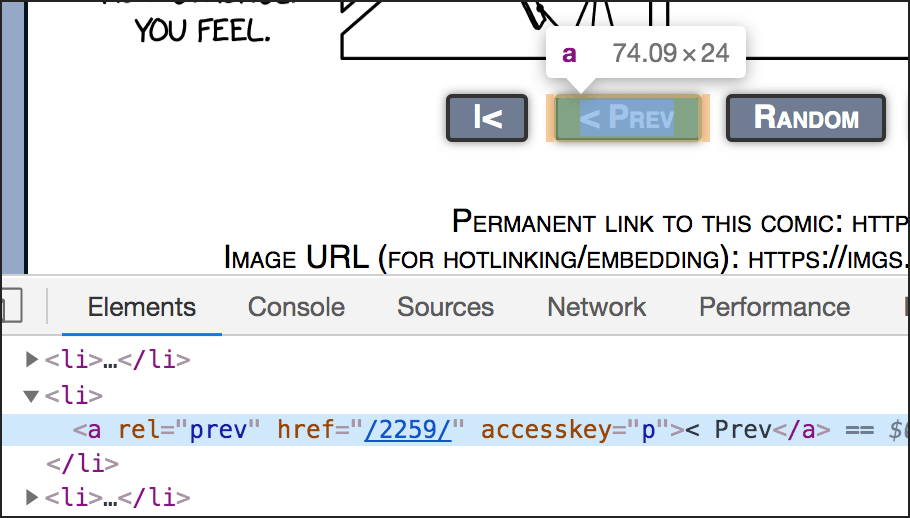 YOU FEEL.
a 74.09 × 24
|< < Prev Random
Permanent link to this comic: http
Image URL (for hotlinking/embedding): https://imgs.
Elements Console Sources Network Performance
▶<li>…</li>
▼<li>
<a rel="prev" href="/2259/" accesskey="p">< Prev</a> == $
</li>
▶<li>…</li>